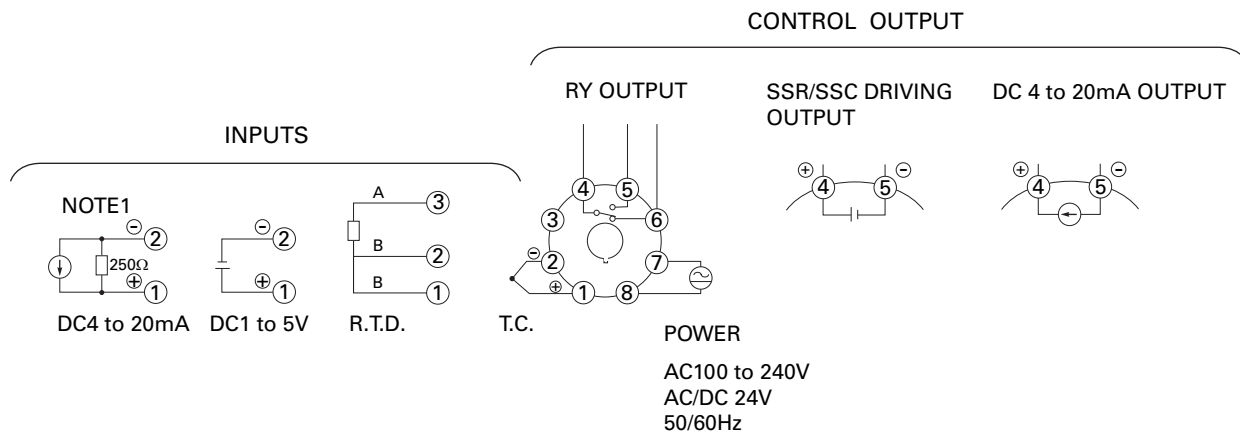 CONTROL OUTPUT
RY OUTPUT
SSR/SSC DRIVING
OUTPUT
DC 4 to 20mA OUTPUT
INPUTS
NOTE1
⊖ 2
250Ω
⊕ 1
DC4 to 20mA
⊖ 2
⊕ 1
DC1 to 5V
A 3
B 2
B 1
R.T.D.
4 5
3 6
⊖ 2 7
⊕ 1 8
T.C.
⊕ 4 5 ⊖
⊕ 4 5 ⊖
POWER
AC100 to 240V
AC/DC 24V
50/60Hz